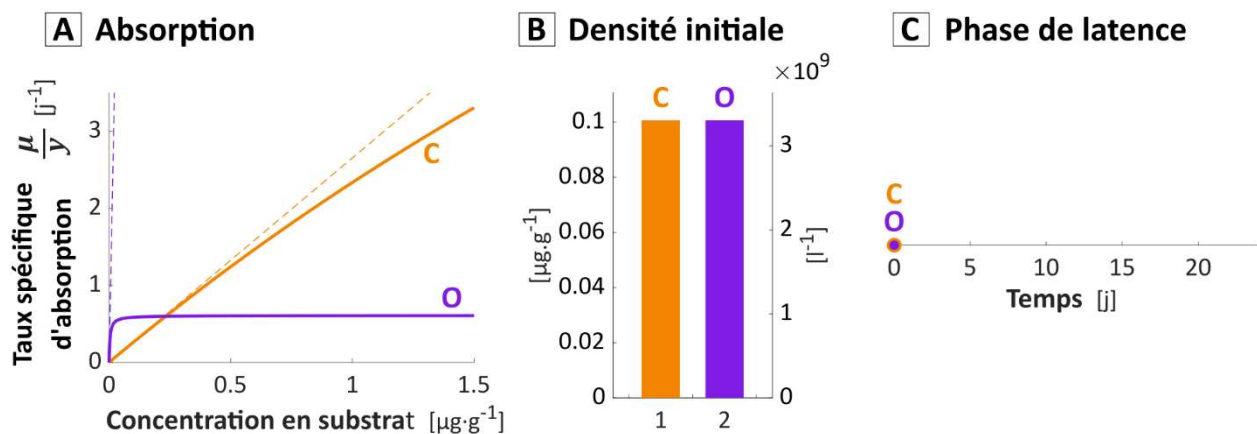 A Absorption
B Densité initiale
C Phase de latence
Taux spécifique
d'absorption
μ/y [j⁻¹]
3
2
1
0
C
O
0 0.5 1 1.5
Concentration en substrat [μg·g⁻¹]
×10⁹
C O
0.1
0.08
0.06
0.04
0.02
0
[μg·g⁻¹]
3
2
1
0
[l⁻¹]
1 2
C
O
0 5 10 15 20
Temps [j]